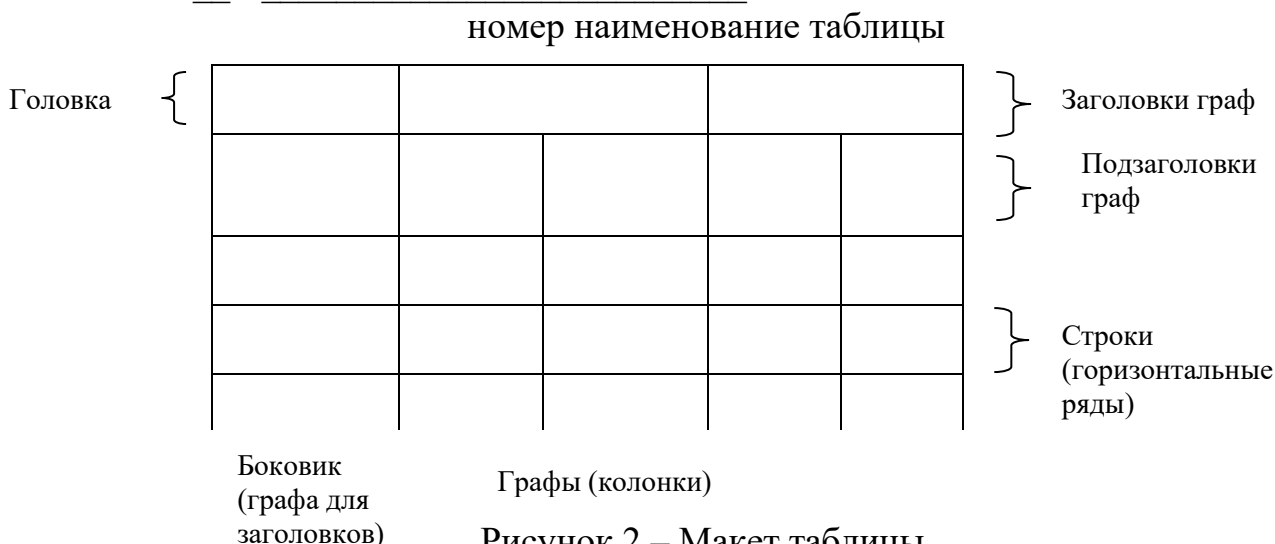 номер наименование таблицы
Головка
Заголовки граф
Подзаголовки
граф
Строки
(горизонтальные
ряды)
Боковик
(графа для
заголовков)
Графы (колонки)
Рисунок 2 – Макет таблицы